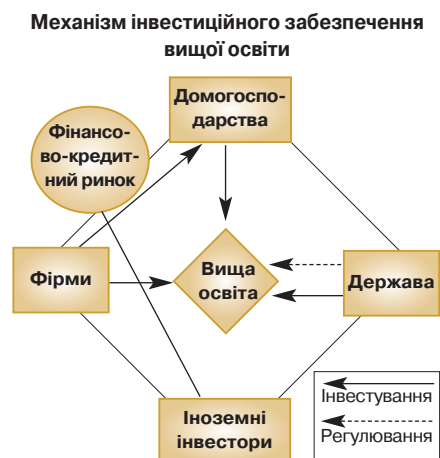 Механізм інвестиційного забезпечення
вищої освіти
Домогоспо-
дарства
Фінансо-
во-кредит-
ний ринок
Фірми
Вища
освіта
Держава
Іноземні
інвестори
Інвестування
Регулювання